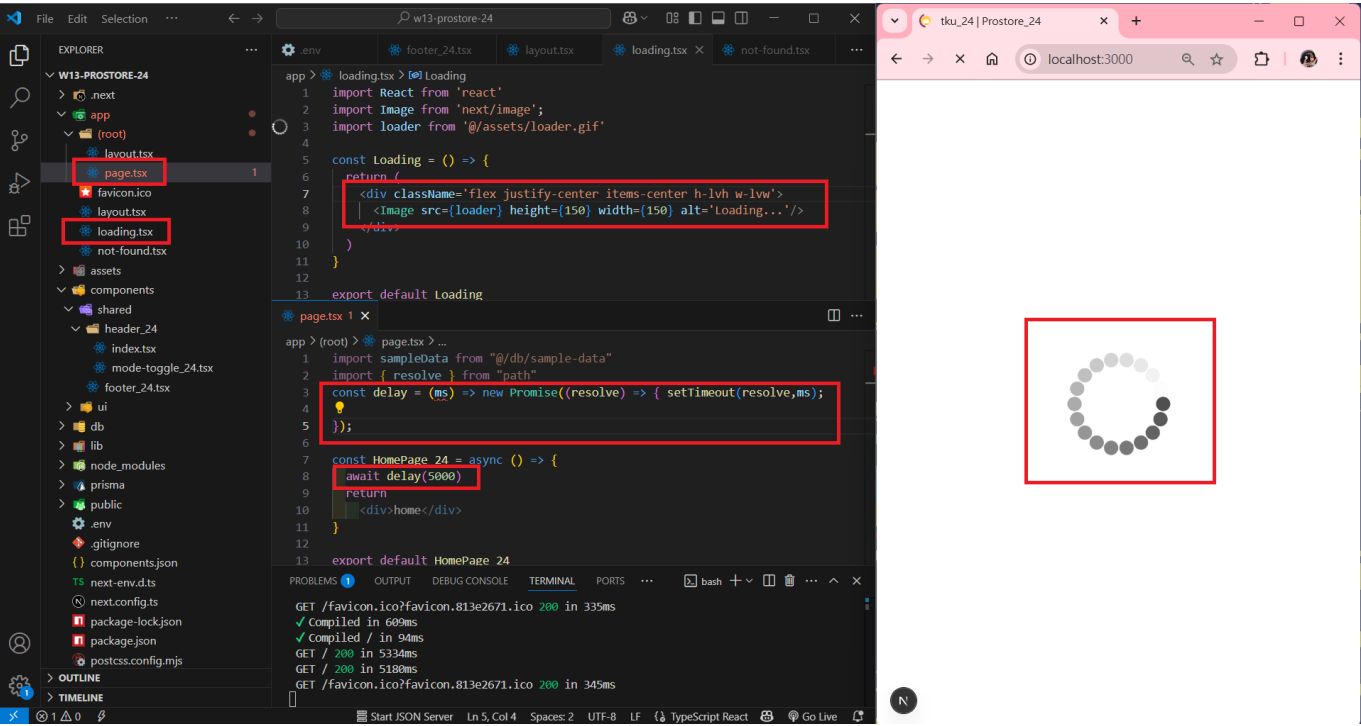 File Edit Selection ··· ← → w13-prostore-24
EXPLORER ···
W13-PROSTORE-24
.next
app
(root)
layout.tsx
page.tsx 1
favicon.ico
layout.tsx
loading.tsx
not-found.tsx
assets
components
shared
header_24
index.tsx
mode-toggle_24.tsx
footer_24.tsx
ui
db
lib
node_modules
prisma
public
.env
.gitignore
{} components.json
TS next-env.d.ts
next.config.ts
package-lock.json
package.json
postcss.config.mjs
OUTLINE
TIMELINE
.env footer_24.tsx layout.tsx loading.tsx × not-found.tsx ···
app > loading.tsx > Loading
1 import React from 'react'
2 import Image from 'next/image';
3 import loader from '@/assets/loader.gif'
4
5 const Loading = () => {
6 return (
7 <div className='flex justify-center items-center h-lvh w-lvw'>
8 <Image src={loader} height={150} width={150} alt='Loading...'/>
9 </div>
10 )
11 }
12
13 export default Loading
page.tsx 1 × ···
app > (root) > page.tsx > ...
1 import sampleData from "@/db/sample-data"
2 import { resolve } from "path"
3 const delay = (ms) => new Promise((resolve) => { setTimeout(resolve,ms);
4
5 });
6
7 const HomePage_24 = async () => {
8 await delay(5000)
9 return
10 <div>home</div>
11 }
12
13 export default HomePage_24
PROBLEMS 1 OUTPUT DEBUG CONSOLE TERMINAL PORTS ··· bash
GET /favicon.ico?favicon.813e2671.ico 200 in 335ms
✓ Compiled in 609ms
✓ Compiled / in 94ms
GET / 200 in 5334ms
GET / 200 in 5180ms
GET /favicon.ico?favicon.813e2671.ico 200 in 345ms
1 0 Start JSON Server Ln 5, Col 4 Spaces: 2 UTF-8 LF TypeScript React Go Live
1
tku_24 | Prostore_24 × +
localhost:3000
N